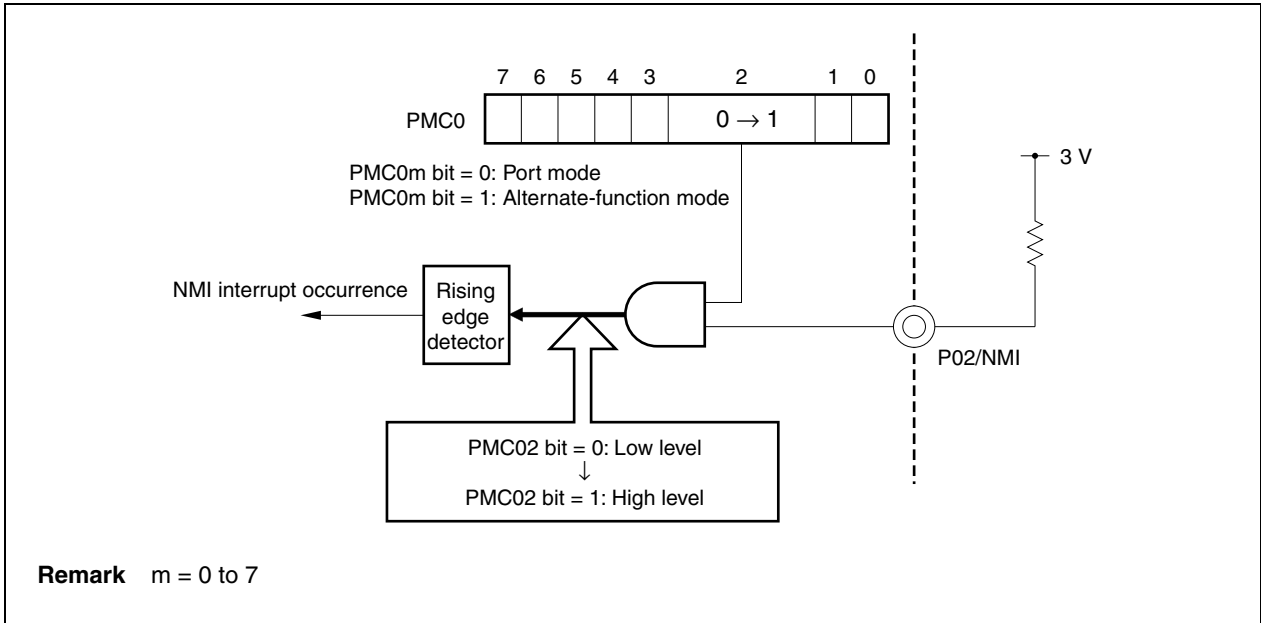 7 6 5 4 3 2 1 0
PMC0
0 → 1
3 V
PMC0m bit = 0: Port mode
PMC0m bit = 1: Alternate-function mode
NMI interrupt occurrence
Rising
edge
detector
P02/NMI
PMC02 bit = 0: Low level
↓
PMC02 bit = 1: High level
Remark m = 0 to 7